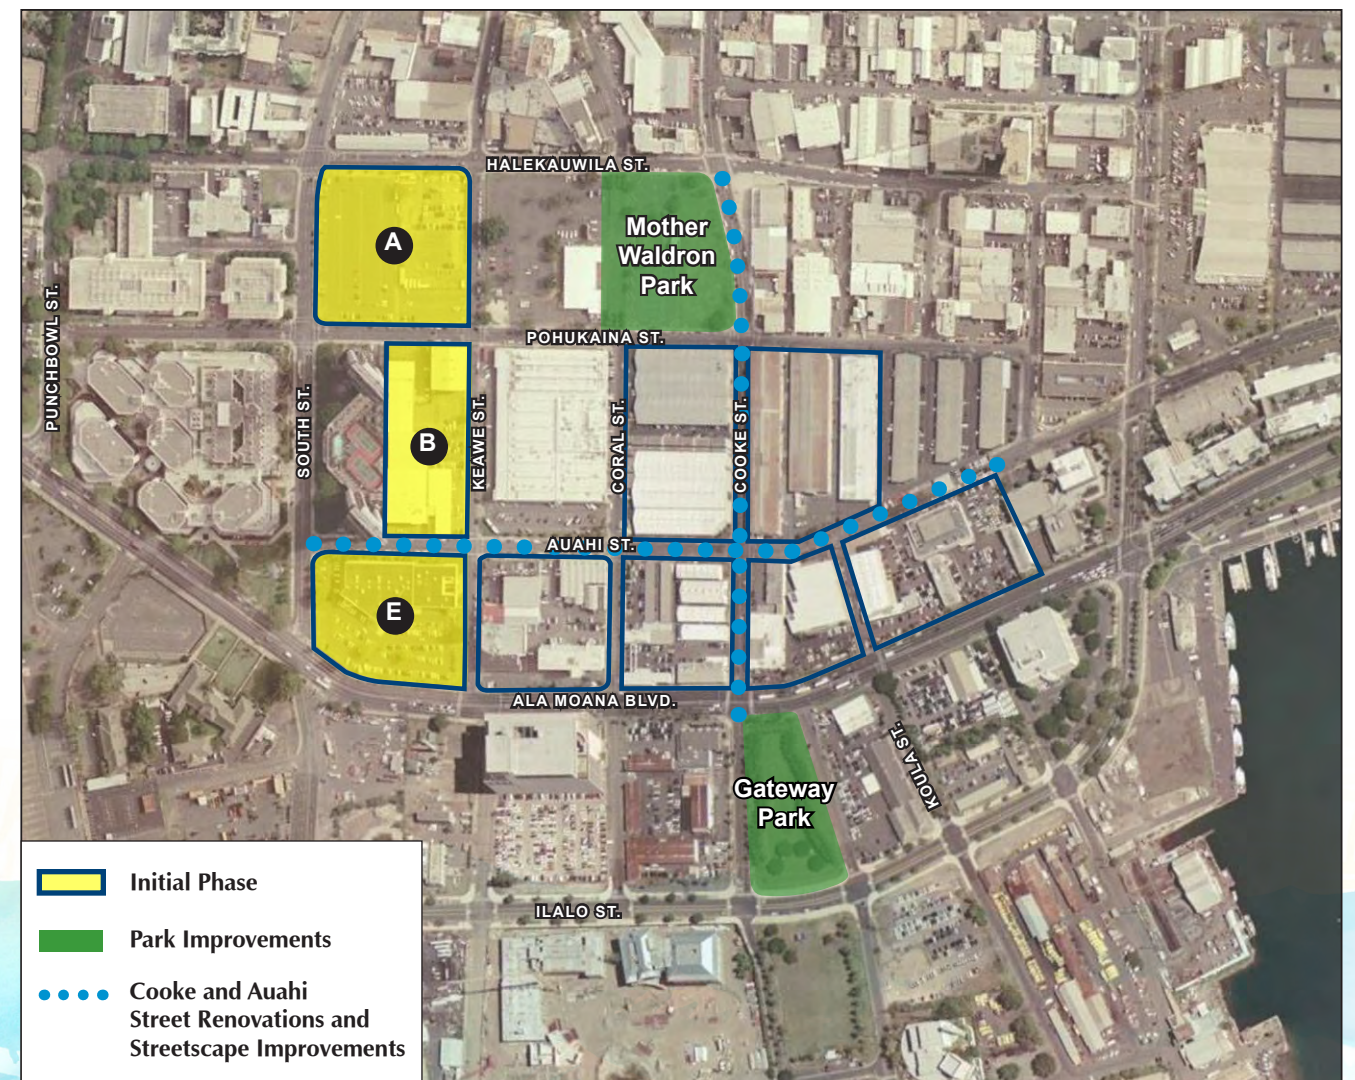 HALEKAUWILA ST.
A
Mother
Waldron
Park
PUNCHBOWL ST.
POHUKAINA ST.
SOUTH ST.
B
KEAWE ST.
CORAL ST.
COOKE ST.
AUAHI ST.
E
ALA MOANA BLVD.
KOULA ST.
Gateway
Park
ILALO ST.
Initial Phase
Park Improvements
Cooke and Auahi
Street Renovations and
Streetscape Improvements